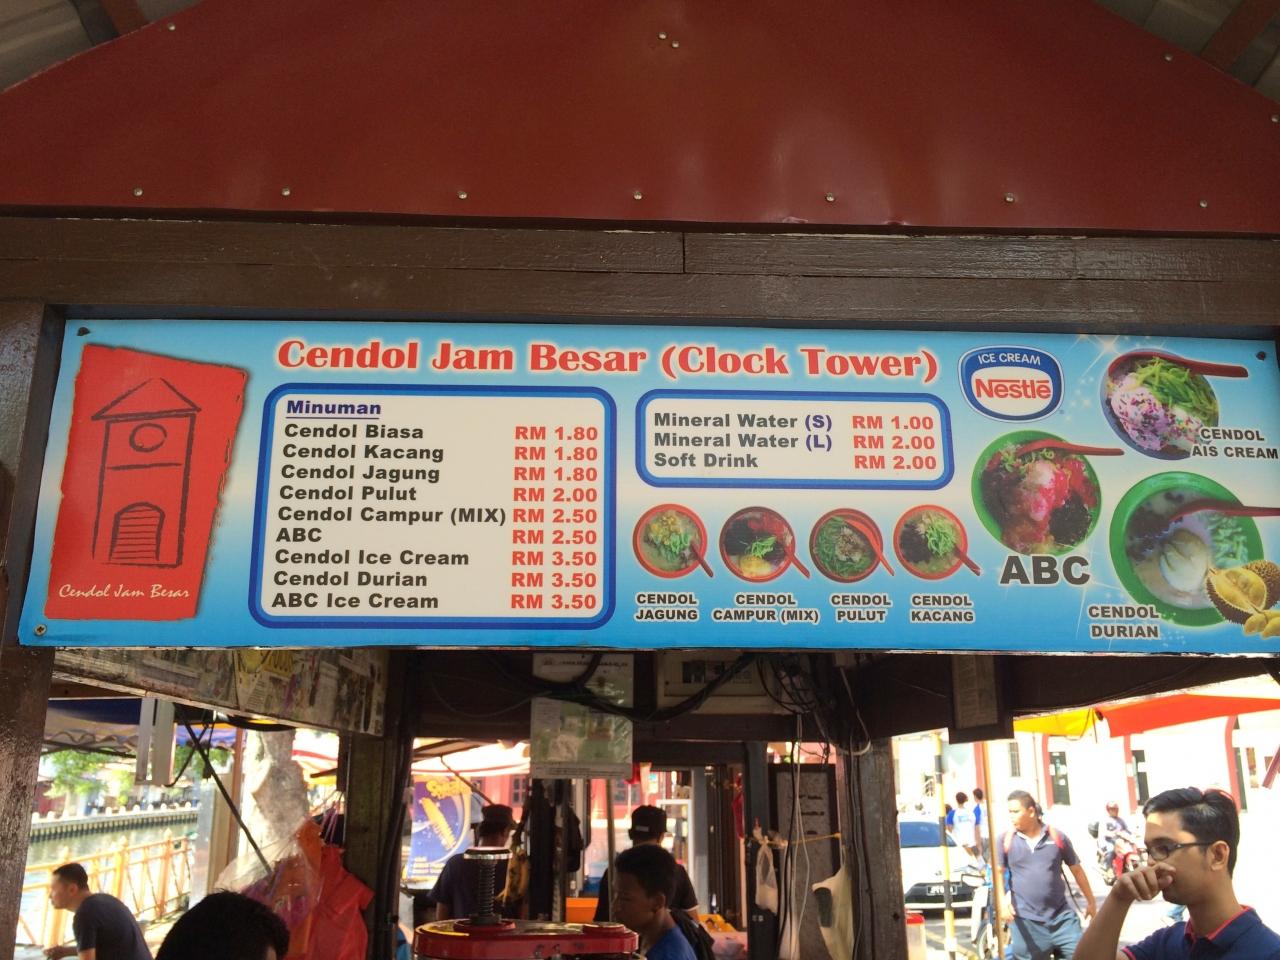 Cendol Jam Besar (Clock Tower)
Cendol Jam Besar
Minuman
Cendol Biasa RM 1.80
Cendol Kacang RM 1.80
Cendol Jagung RM 1.80
Cendol Pulut RM 2.00
Cendol Campur (MIX) RM 2.50
ABC RM 2.50
Cendol Ice Cream RM 3.50
Cendol Durian RM 3.50
ABC Ice Cream RM 3.50
Mineral Water (S) RM 1.00
Mineral Water (L) RM 2.00
Soft Drink RM 2.00
CENDOL
JAGUNG
CENDOL
CAMPUR (MIX)
CENDOL
PULUT
CENDOL
KACANG
ICE CREAM
Nestlé
CENDOL
AIS CREAM
ABC
CENDOL
DURIAN